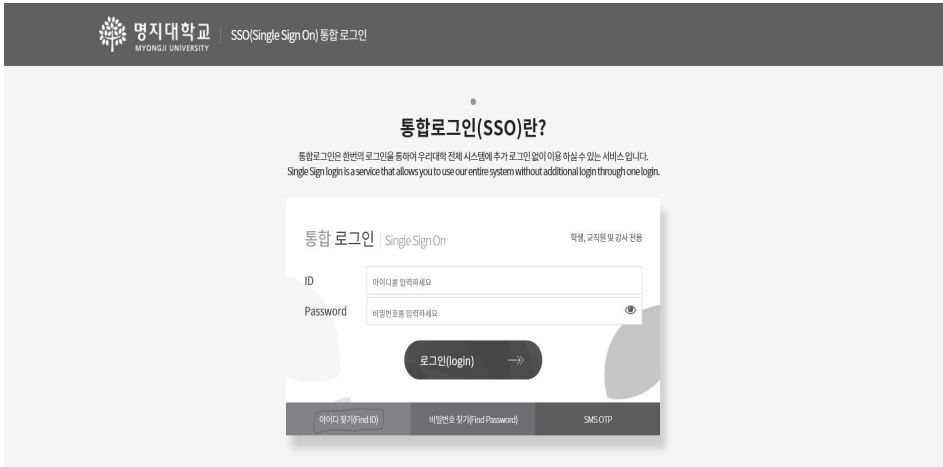 명지대학교
MYONGJI UNIVERSITY
SSO(Single Sign On) 통합 로그인
통합로그인(SSO)란?
통합로그인은 한번의 로그인을 통하여 우리대학 전체 시스템에 추가 로그인 없이 이용 하실 수 있는 서비스 입니다.
Single Sign login is a service that allows you to use our entire system without additional login through one login.
통합 로그인 | Single Sign On
학생, 교직원 및 강사 전용
ID
아이디를 입력하세요
Password
비밀번호를 입력하세요
로그인(login)
아이디 찾기(Find ID)
비밀번호 찾기(Find Password)
SMS OTP